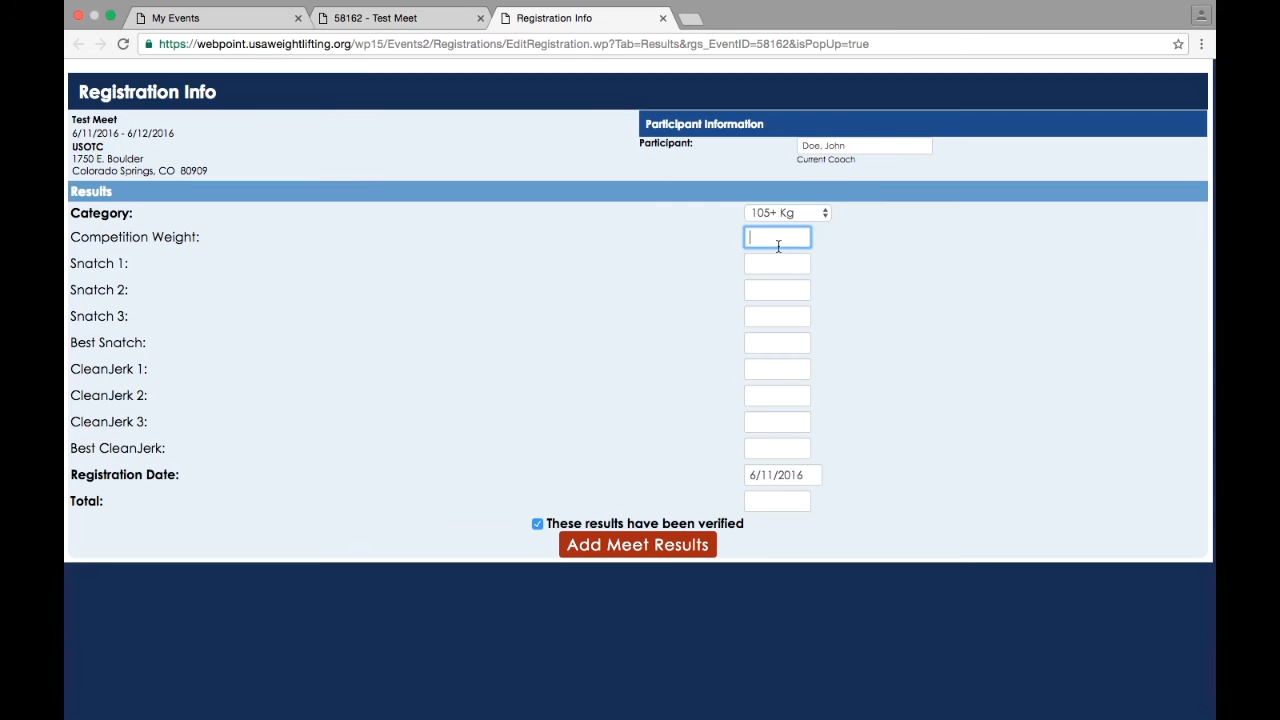 My Events
58162 - Test Meet
Registration Info
https://webpoint.usaweightlifting.org/wp15/Events2/Registrations/EditRegistration.wp?Tab=Results&rgs_EventID=58162&isPopUp=true
Registration Info
Test Meet
6/11/2016 - 6/12/2016
USOTC
1750 E. Boulder
Colorado Springs, CO 80909
Participant Information
Participant: Doe, John
Current Coach
Results
Category: 105+ Kg
Competition Weight:
Snatch 1:
Snatch 2:
Snatch 3:
Best Snatch:
CleanJerk 1:
CleanJerk 2:
CleanJerk 3:
Best CleanJerk:
Registration Date: 6/11/2016
Total:
These results have been verified
Add Meet Results